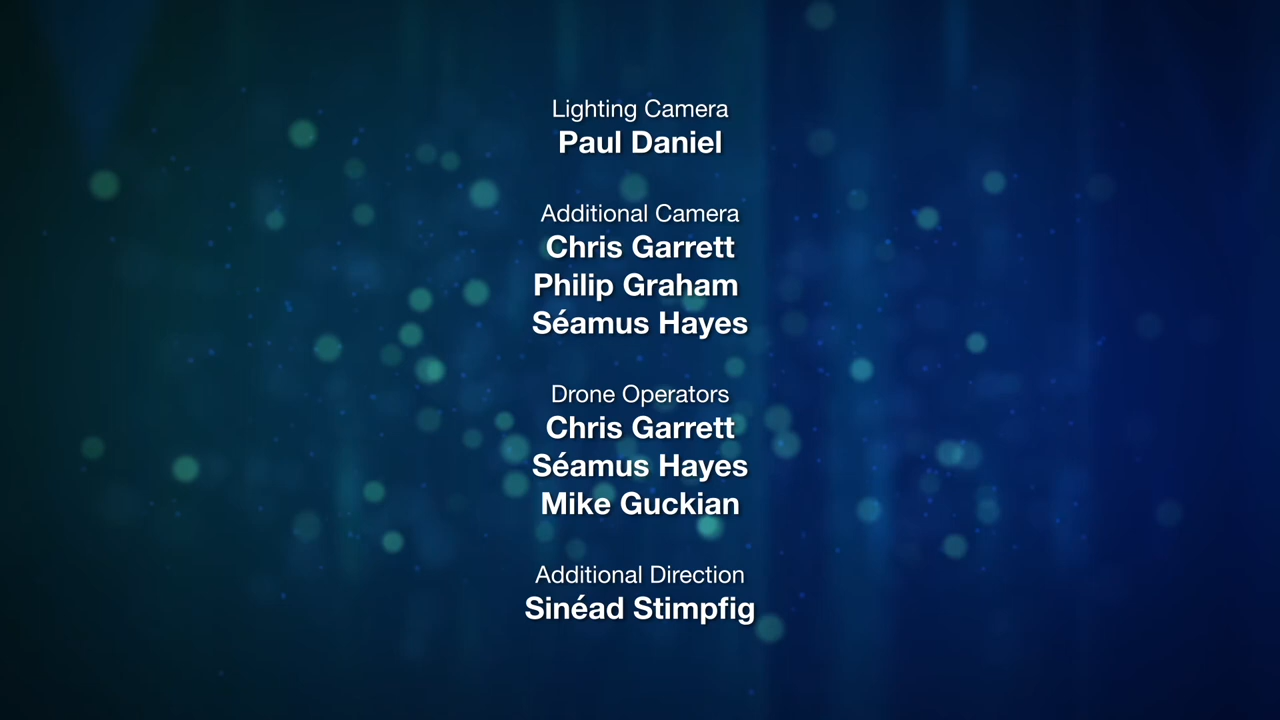 Lighting Camera
Paul Daniel
Additional Camera
Chris Garrett
Philip Graham
Séamus Hayes
Drone Operators
Chris Garrett
Séamus Hayes
Mike Guckian
Additional Direction
Sinéad Stimpfig